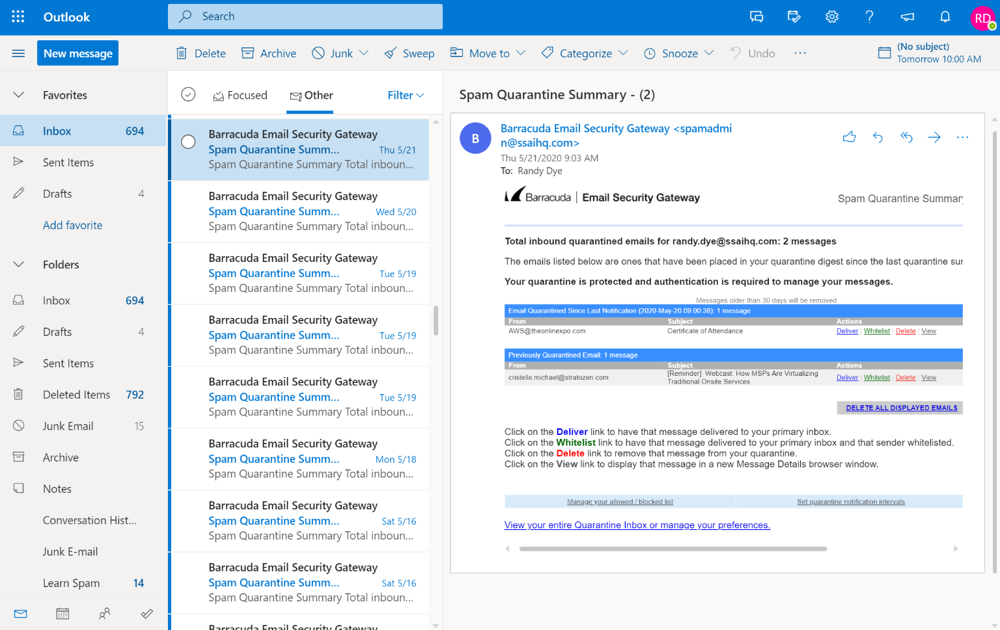 Outlook
Search
RD
New message
Delete
Archive
Junk
Sweep
Move to
Categorize
Snooze
Undo
(No subject)
Tomorrow 10:00 AM
Favorites
Inbox 694
Sent Items
Drafts 4
Add favorite
Folders
Inbox 694
Drafts 4
Sent Items
Deleted Items 792
Junk Email 15
Archive
Notes
Conversation Hist...
Junk E-mail
Learn Spam 14
Focused
Other
Filter
Barracuda Email Security Gateway
Spam Quarantine Summ... Thu 5/21
Spam Quarantine Summary Total inboun...
Barracuda Email Security Gateway
Spam Quarantine Summ... Wed 5/20
Spam Quarantine Summary Total inboun...
Barracuda Email Security Gateway
Spam Quarantine Summ... Tue 5/19
Spam Quarantine Summary Total inboun...
Barracuda Email Security Gateway
Spam Quarantine Summ... Tue 5/19
Spam Quarantine Summary Total inboun...
Barracuda Email Security Gateway
Spam Quarantine Summ... Tue 5/19
Spam Quarantine Summary Total inboun...
Barracuda Email Security Gateway
Spam Quarantine Summ... Mon 5/18
Spam Quarantine Summary Total inboun...
Barracuda Email Security Gateway
Spam Quarantine Summ... Sat 5/16
Spam Quarantine Summary Total inboun...
Barracuda Email Security Gateway
Spam Quarantine Summ... Sat 5/16
Spam Quarantine Summary Total inboun...
Barracuda Email Security Gateway
Spam Quarantine Summary - (2)
B
Barracuda Email Security Gateway <spamadmi
n@ssaihq.com>
Thu 5/21/2020 9:03 AM
To: Randy Dye
Barracuda | Email Security Gateway
Spam Quarantine Summary
Total inbound quarantined emails for randy.dye@ssaihq.com: 2 messages
The emails listed below are ones that have been placed in your quarantine digest since the last quarantine sur
Your quarantine is protected and authentication is required to manage your messages.
Messages older than 30 days will be removed
Email Quarantined Since Last Notification (2020-May-20 09:00:38): 1 message
From Subject Actions
AWS@theonlinexpo.com Certificate of Attendance Deliver | Whitelist | Delete | View
Previously Quarantined Email: 1 message
From Subject Actions
cristelle.michael@stratozen.com [Reminder] Webcast: How MSPs Are Virtualizing Deliver | Whitelist | Delete | View
Traditional Onsite Services
DELETE ALL DISPLAYED EMAILS
Click on the Deliver link to have that message delivered to your primary inbox.
Click on the Whitelist link to have that message delivered to your primary inbox and that sender whitelisted.
Click on the Delete link to remove that message from your quarantine.
Click on the View link to display that message in a new Message Details browser window.
Manage your allowed / blocked list
Set quarantine notification intervals
View your entire Quarantine Inbox or manage your preferences.